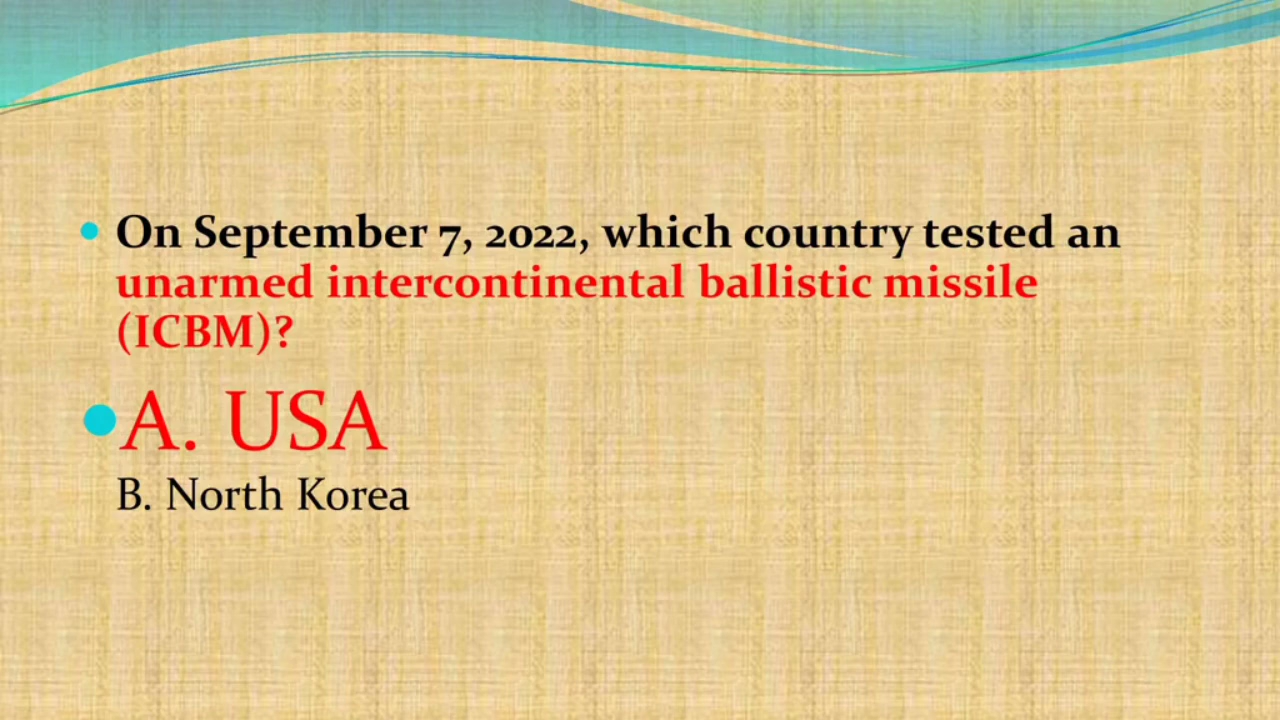 On September 7, 2022, which country tested an
unarmed intercontinental ballistic missile
(ICBM)?
A. USA
B. North Korea